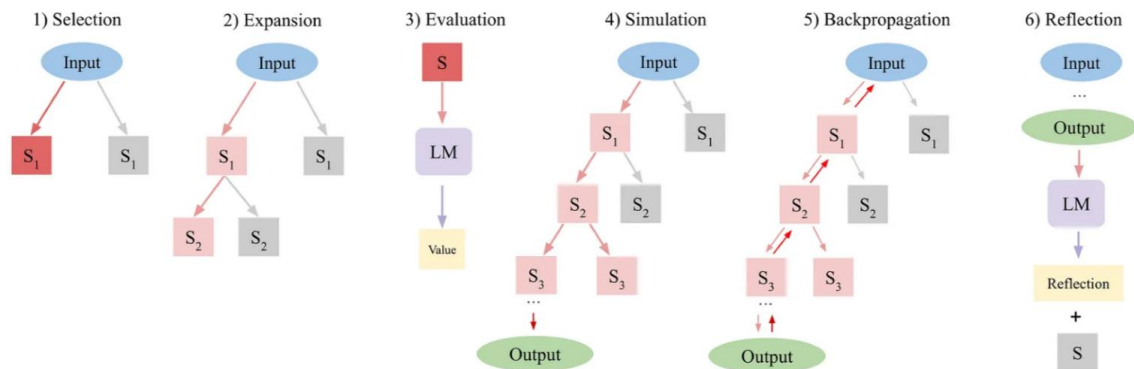 1) Selection
Input
S₁
S₁
2) Expansion
Input
S₁
S₁
S₂
S₂
3) Evaluation
S
LM
Value
4) Simulation
Input
S₁
S₁
S₂
S₂
S₃
S₃
...
Output
5) Backpropagation
Input
S₁
S₁
S₂
S₂
S₃
S₃
...
Output
6) Reflection
Input
...
Output
LM
Reflection
+
S